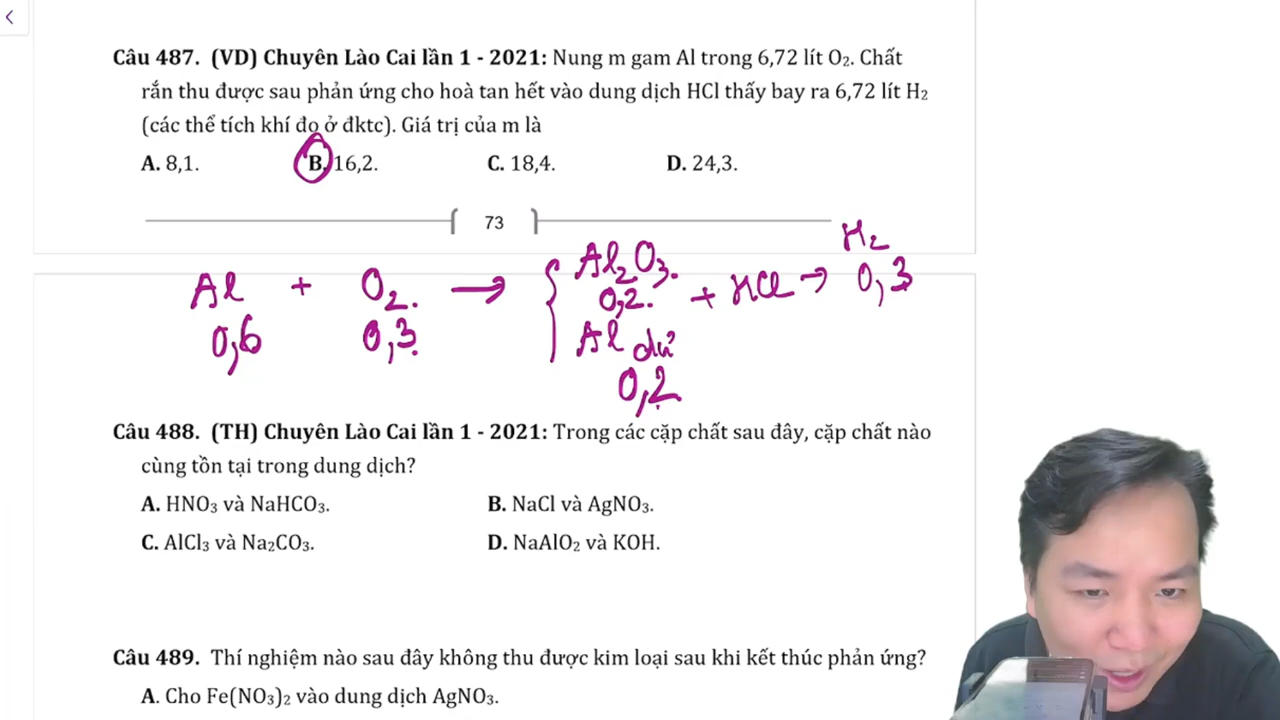 Câu 487. (VD) Chuyên Lào Cai lần 1 - 2021: Nung m gam Al trong 6,72 lít O₂. Chất
rắn thu được sau phản ứng cho hoà tan hết vào dung dịch HCl thấy bay ra 6,72 lít H₂
(các thể tích khí đo ở đktc). Giá trị của m là
A. 8,1. B. 16,2. C. 18,4. D. 24,3.
73
H₂
Al + O₂. → { Al₂O₃. + HCl → 0,3
0,6 0,3 0,2.
Al dư
0,2
Câu 488. (TH) Chuyên Lào Cai lần 1 - 2021: Trong các cặp chất sau đây, cặp chất nào
cùng tồn tại trong dung dịch?
A. HNO₃ và NaHCO₃. B. NaCl và AgNO₃.
C. AlCl₃ và Na₂CO₃. D. NaAlO₂ và KOH.
Câu 489. Thí nghiệm nào sau đây không thu được kim loại sau khi kết thúc phản ứng?
A. Cho Fe(NO₃)₂ vào dung dịch AgNO₃.